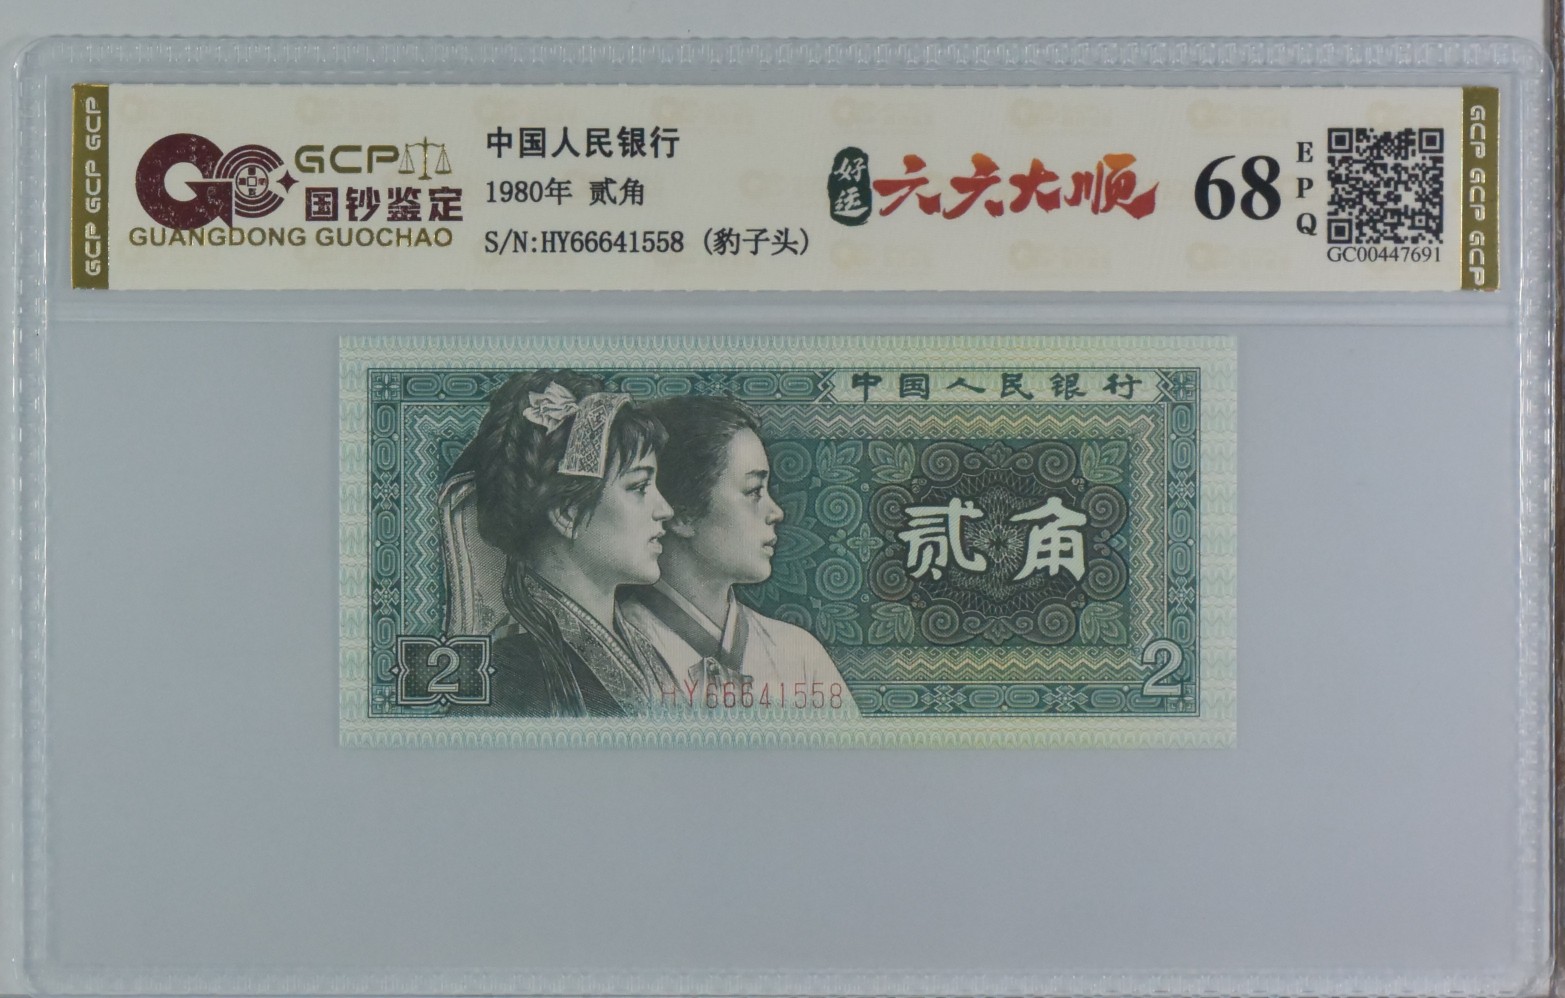 GCP GCP GCP
GCP
国钞鉴定
GUANGDONG GUOCHAO
中国人民银行
1980年 贰角
S/N:HY66641558 (豹子头)
好运
六六大顺
68
EPQ
GC00447691
GCP GCP GCP
中国人民银行
贰角
2
HY66641558
2